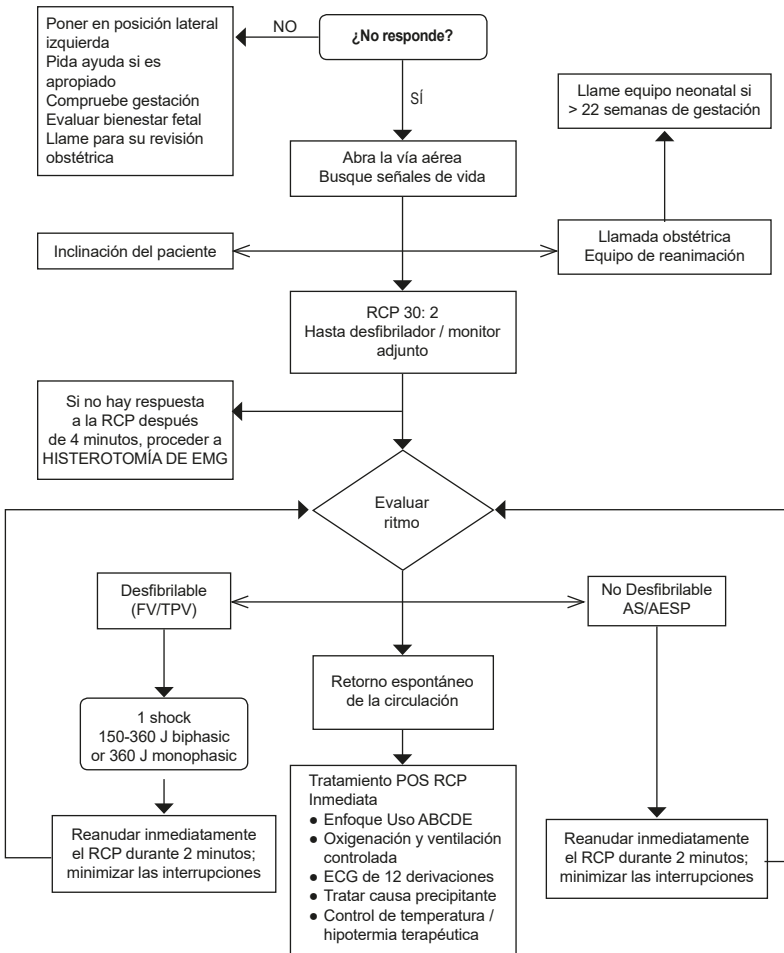 ¿No responde?
NO
Poner en posición lateral
izquierda
Pida ayuda si es
apropiado
Compruebe gestación
Evaluar bienestar fetal
Llame para su revisión
obstétrica
SÍ
Llame equipo neonatal si
> 22 semanas de gestación
Abra la vía aérea
Busque señales de vida
Inclinación del paciente
Llamada obstétrica
Equipo de reanimación
RCP 30: 2
Hasta desfibrilador / monitor
adjunto
Si no hay respuesta
a la RCP después
de 4 minutos, proceder a
HISTEROTOMÍA DE EMG
Evaluar
ritmo
Desfibrilable
(FV/TPV)
No Desfibrilable
AS/AESP
Retorno espontáneo
de la circulación
1 shock
150-360 J biphasic
or 360 J monophasic
Tratamiento POS RCP
Inmediata
● Enfoque Uso ABCDE
● Oxigenación y ventilación
controlada
● ECG de 12 derivaciones
● Tratar causa precipitante
● Control de temperatura /
hipotermia terapéutica
Reanudar inmediatamente
el RCP durante 2 minutos;
minimizar las interrupciones
Reanudar inmediatamente
el RCP durante 2 minutos;
minimizar las interrupciones